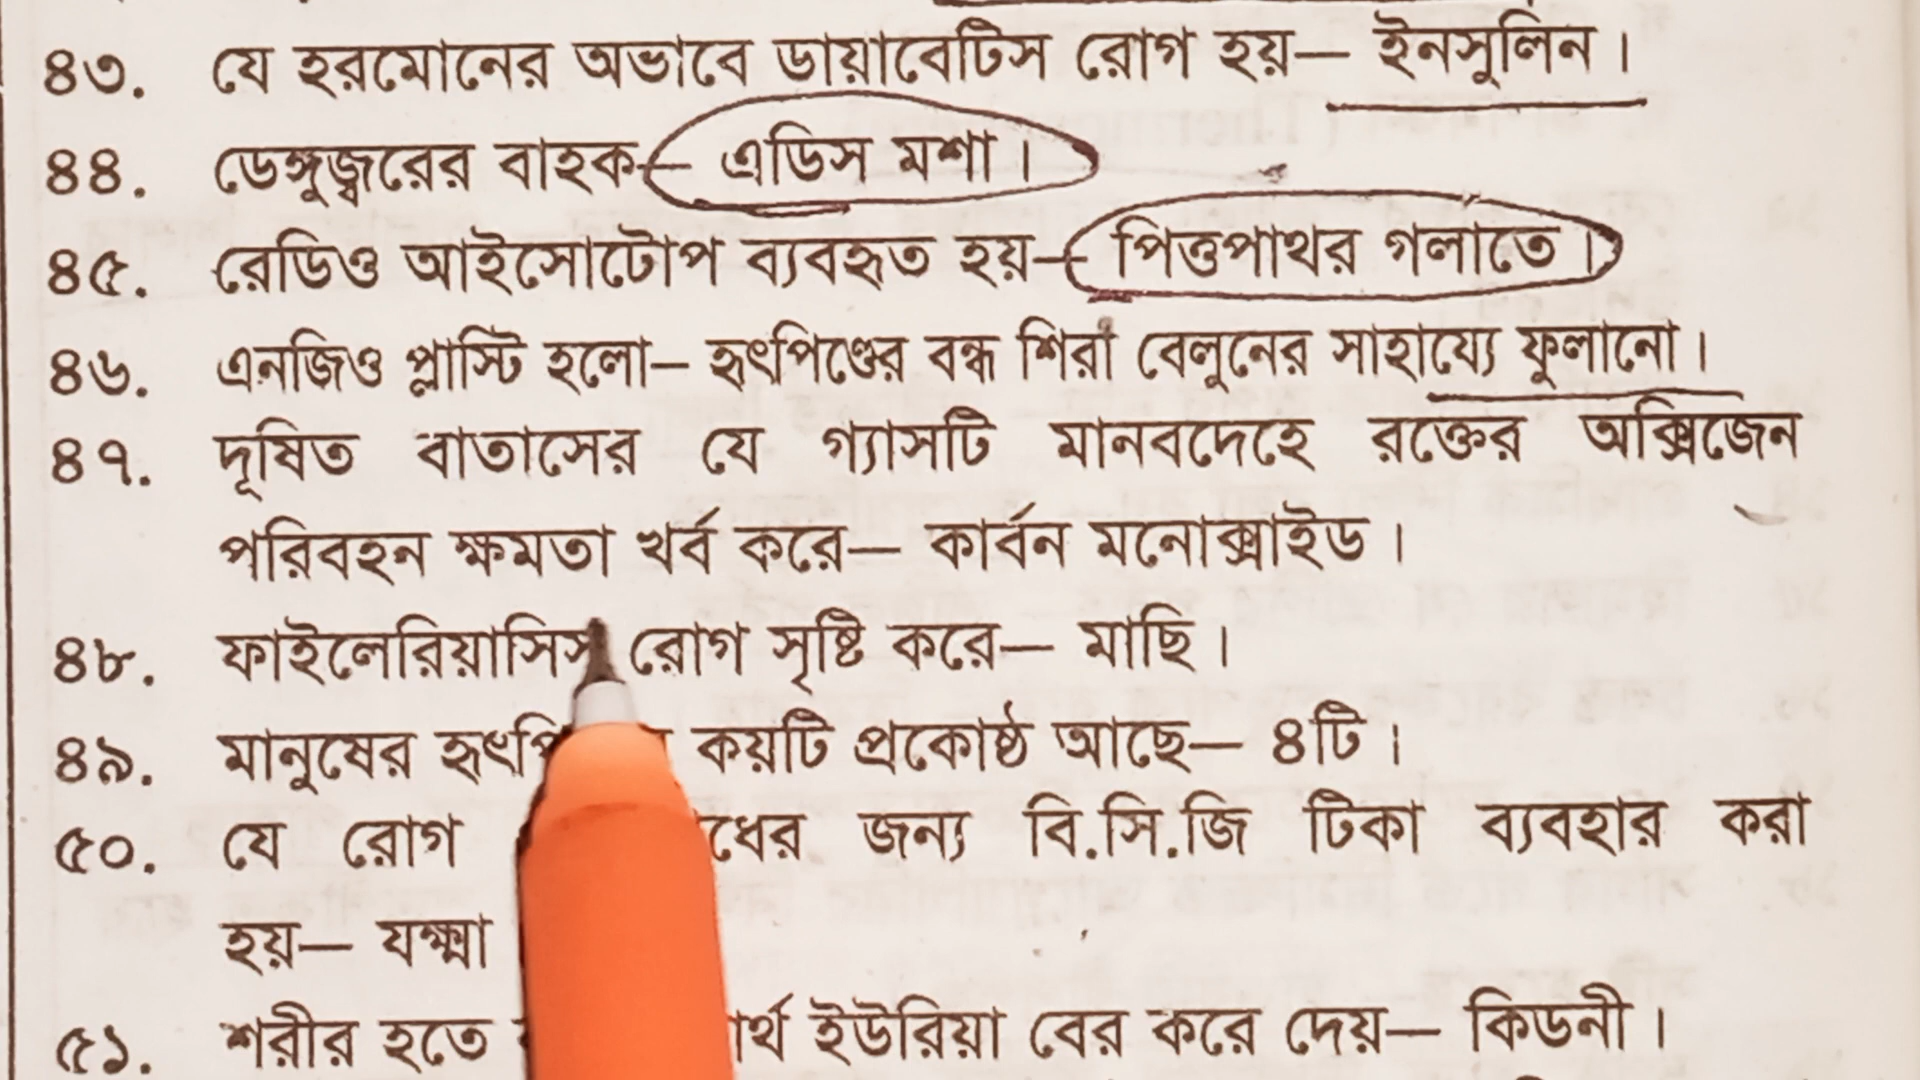 ৪৩. যে হরমোনের অভাবে ডায়াবেটিস রোগ হয়— ইনসুলিন।
৪৪. ডেঙ্গুজ্বরের বাহক— এডিস মশা।
৪৫. রেডিও আইসোটোপ ব্যবহৃত হয়— পিত্তপাথর গলাতে।
৪৬. এনজিও প্লাস্টি হলো— হৃৎপিণ্ডের বন্ধ শিরা বেলুনের সাহায্যে ফুলানো।
৪৭. দূষিত বাতাসের যে গ্যাসটি মানবদেহে রক্তের অক্সিজেন
পরিবহন ক্ষমতা খর্ব করে— কার্বন মনোক্সাইড।
৪৮. ফাইলেরিয়াসিস রোগ সৃষ্টি করে— মাছি।
৪৯. মানুষের কয়টি প্রকোষ্ঠ আছে— ৪টি।
৫০. যে রোগ জন্য বি.সি.জি টিকা ব্যবহার করা
হয়— যক্ষ্মা
৫১. শরীর হতে ইউরিয়া বের করে দেয়— কিডনী।